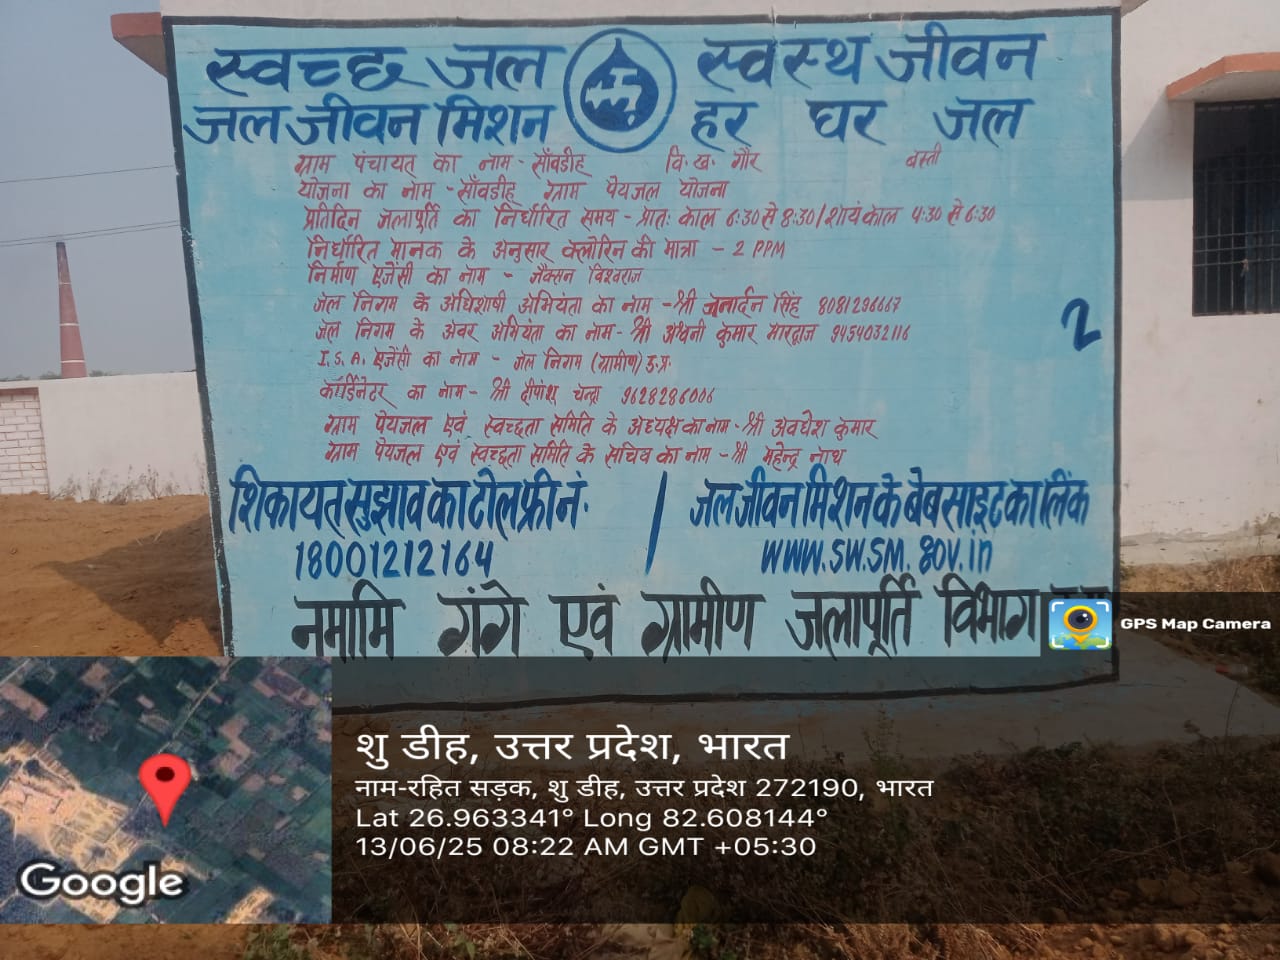 स्वच्छ जल स्वस्थ जीवन
जल जीवन मिशन हर घर जल
ग्राम पंचायत का नाम - साँवडीह वि. ख. गौर बस्ती
योजना का नाम - साँवडीह ग्राम पेयजल योजना
प्रतिदिन जलापूर्ति का निर्धारित समय - प्रातः काल 6:30 से 8:30/शायंकाल 4:30 से 6:30
निर्धारित मानक के अनुसार क्लोरिन की मात्रा - 2 PPM
निर्माण एजेंसी का नाम - जैक्सन विश्वराज
जल निगम के अधिशाषी अभियंता का नाम - श्री जनार्दन सिंह 8081296667
जल निगम के अवर अभियंता का नाम - श्री अश्वनी कुमार भारद्वाज 9454032116
I.S.A. एजेंसी का नाम - जल निगम (ग्रामीण) उ.प्र.
कॉर्डिनेटर का नाम - श्री दीपांशू चन्द्रा 9628286006
ग्राम पेयजल एवं स्वच्छता समिति के अध्यक्ष का नाम - श्री अवधेश कुमार
ग्राम पेयजल एवं स्वच्छता समिति के सचिव का नाम - श्री महेन्द्र नाथ
2
शिकायत सुझाव का टोल फ्री नं. / जल जीवन मिशन के बेबसाइट का लिंक
18001212164 www.swsm.gov.in
नमामि गंगे एवं ग्रामीण जलापूर्ति विभाग
GPS Map Camera
शु डीह, उत्तर प्रदेश, भारत
नाम-रहित सड़क, शु डीह, उत्तर प्रदेश 272190, भारत
Lat 26.963341° Long 82.608144°
13/06/25 08:22 AM GMT +05:30
Google